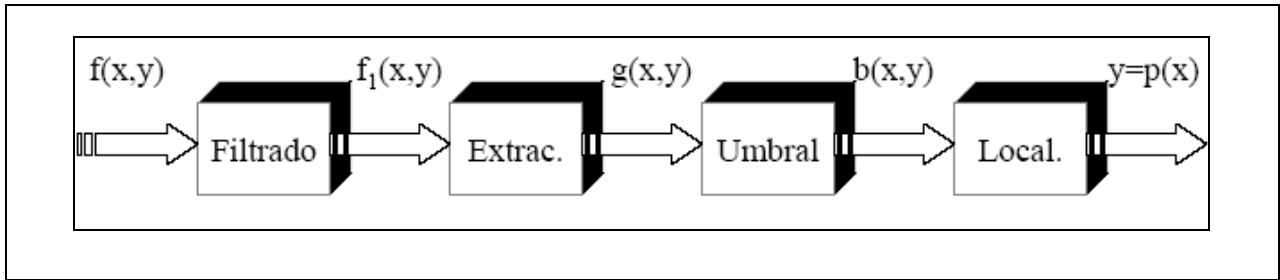 f(x,y) f₁(x,y) g(x,y) b(x,y) y=p(x)
Filtrado Extrac. Umbral Local.